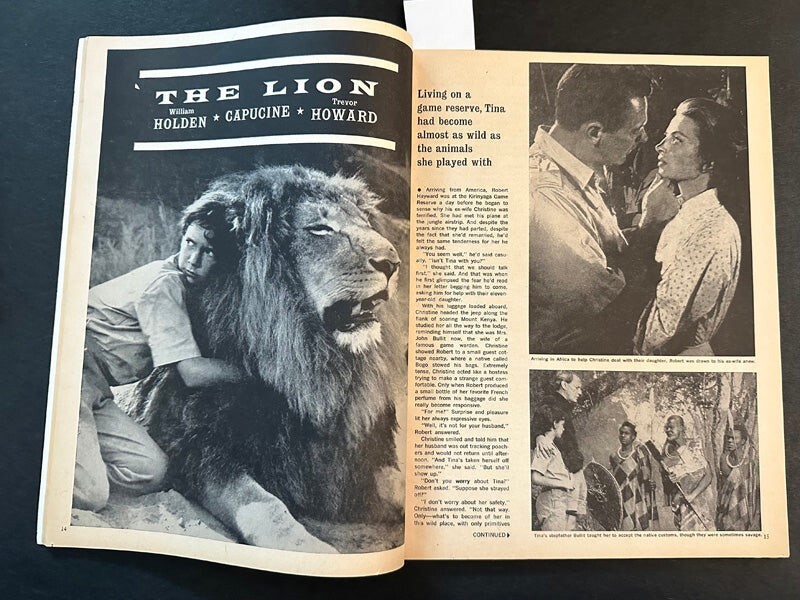 THE LION
William HOLDEN ★ CAPUCINE ★ Trevor HOWARD
14
Living on a
game reserve, Tina
had become
almost as wild as
the animals
she played with
● Arriving from America, Robert
Hayward was at the Kirinyaga Game
Reserve a day before he began to
sense why his ex-wife Christine was
terrified. She had met his plane at
the jungle airstrip. And despite the
years since they had parted, despite
the fact that she'd remarried, he'd
felt the same tenderness for her he
always had.
"You seem well," he'd said casu-
ally. "Isn't Tina with you?"
"I thought that we should talk
first," she said. And that was when
he first glimpsed the fear he'd read
in her letter begging him to come,
asking him for help with their eleven-
year-old daughter.
With his luggage loaded aboard,
Christine headed the jeep along the
flank of soaring Mount Kenya. He
studied her all the way to the lodge,
reminding himself that she was Mrs.
John Bullit now, the wife of a
famous game warden. Christine
showed Robert to a small guest cot-
tage nearby, where a native called
Bogo stowed his bags. Extremely
tense, Christine acted like a hostess
trying to make a strange guest com-
fortable. Only when Robert produced
a small bottle of her favorite French
perfume from his baggage did she
really become responsive.
"For me!" Surprise and pleasure
lit her always expressive eyes.
"Well, it's not for your husband,"
Robert answered.
Christine smiled and told him that
her husband was out tracking poach-
ers and would not return until after-
noon. "And Tina's taken herself off
somewhere," she said. "But she'll
show up."
"Don't you worry about Tina?"
Robert asked. "Suppose she strayed
off?"
"I don't worry about her safety,"
Christine answered. "Not that way.
Only—what's to become of her in
this wild place, with only primitives
CONTINUED
Arriving in Africa to help Christine deal with their daughter, Robert was drawn to his ex-wife anew.
Tina's stepfather Bullit taught her to accept the native customs, though they were sometimes savage.
15